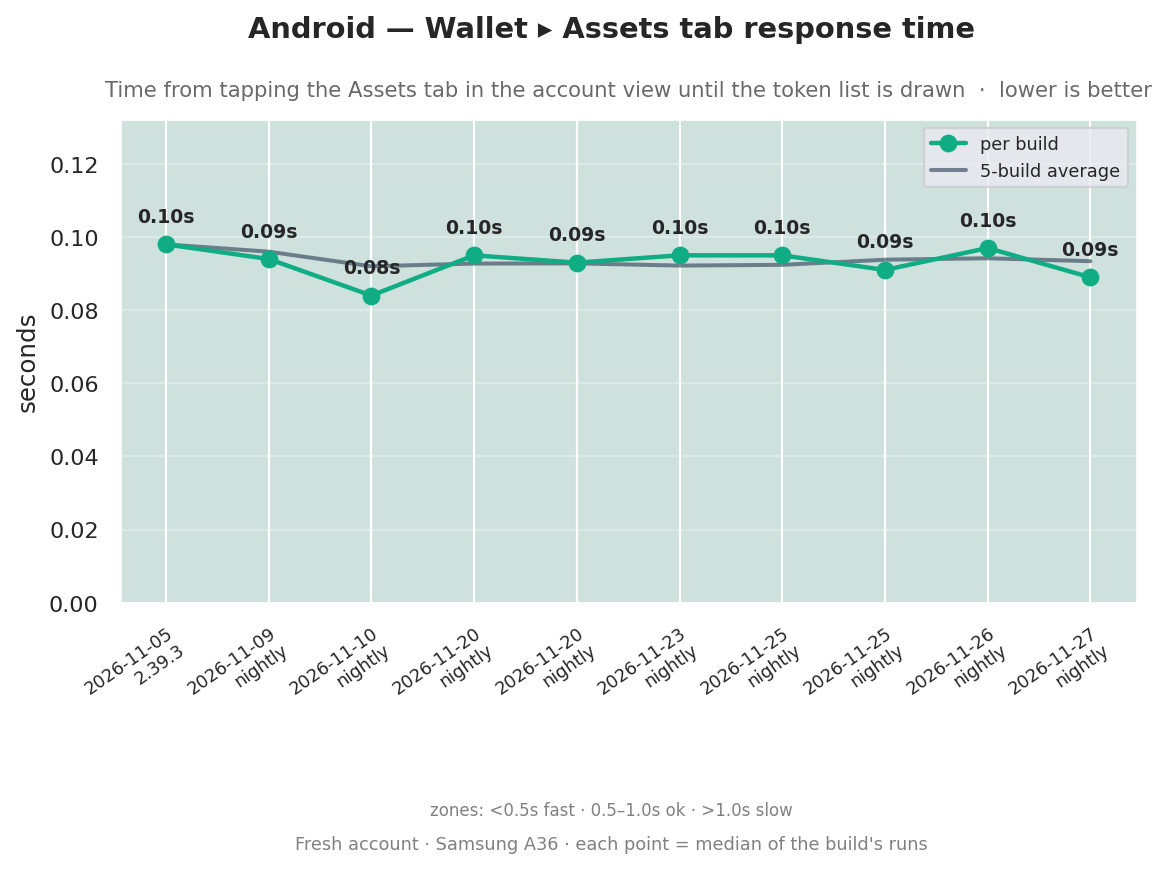 Android — Wallet ▸ Assets tab response time
Time from tapping the Assets tab in the account view until the token list is drawn · lower is better
per build
5-build average
seconds
0.12
0.10
0.08
0.06
0.04
0.02
0.00
0.10s
0.09s
0.08s
0.10s
0.09s
0.10s
0.10s
0.09s
0.10s
0.09s
2026-11-05
2.39.3
2026-11-09
nightly
2026-11-10
nightly
2026-11-20
nightly
2026-11-20
nightly
2026-11-23
nightly
2026-11-25
nightly
2026-11-25
nightly
2026-11-26
nightly
2026-11-27
nightly
zones: <0.5s fast · 0.5–1.0s ok · >1.0s slow
Fresh account · Samsung A36 · each point = median of the build's runs